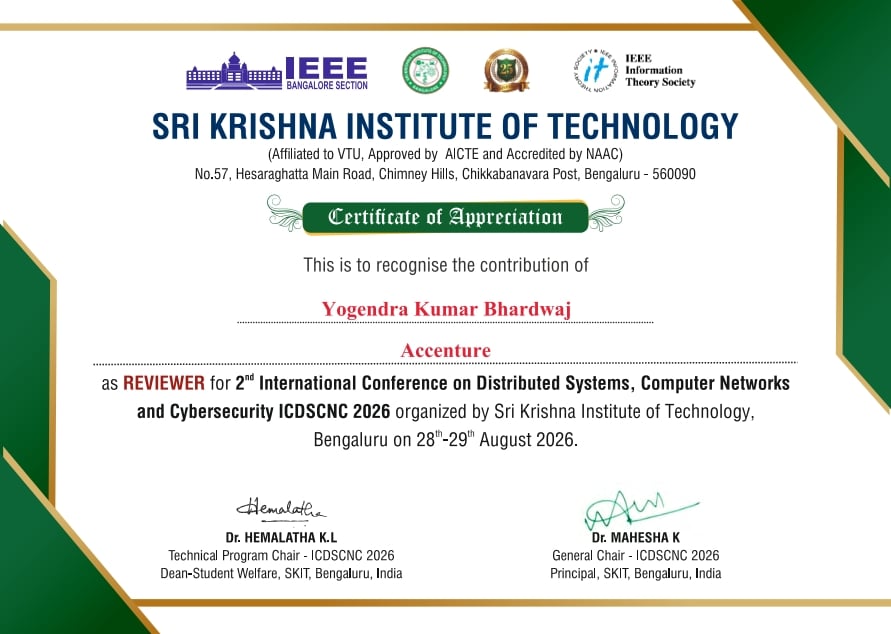 IEEE
BANGALORE SECTION
25
IEEE
Information
Theory Society
SRI KRISHNA INSTITUTE OF TECHNOLOGY
(Affiliated to VTU, Approved by AICTE and Accredited by NAAC)
No.57, Hesaraghatta Main Road, Chimney Hills, Chikkabanavara Post, Bengaluru - 560090
Certificate of Appreciation
This is to recognise the contribution of
Yogendra Kumar Bhardwaj
Accenture
as REVIEWER for 2nd International Conference on Distributed Systems, Computer Networks
and Cybersecurity ICDSCNC 2026 organized by Sri Krishna Institute of Technology,
Bengaluru on 28th-29th August 2026.
Hemalatha
Dr. HEMALATHA K.L
Technical Program Chair - ICDSCNC 2026
Dean-Student Welfare, SKIT, Bengaluru, India
Dr. MAHESHA K
General Chair - ICDSCNC 2026
Principal, SKIT, Bengaluru, India